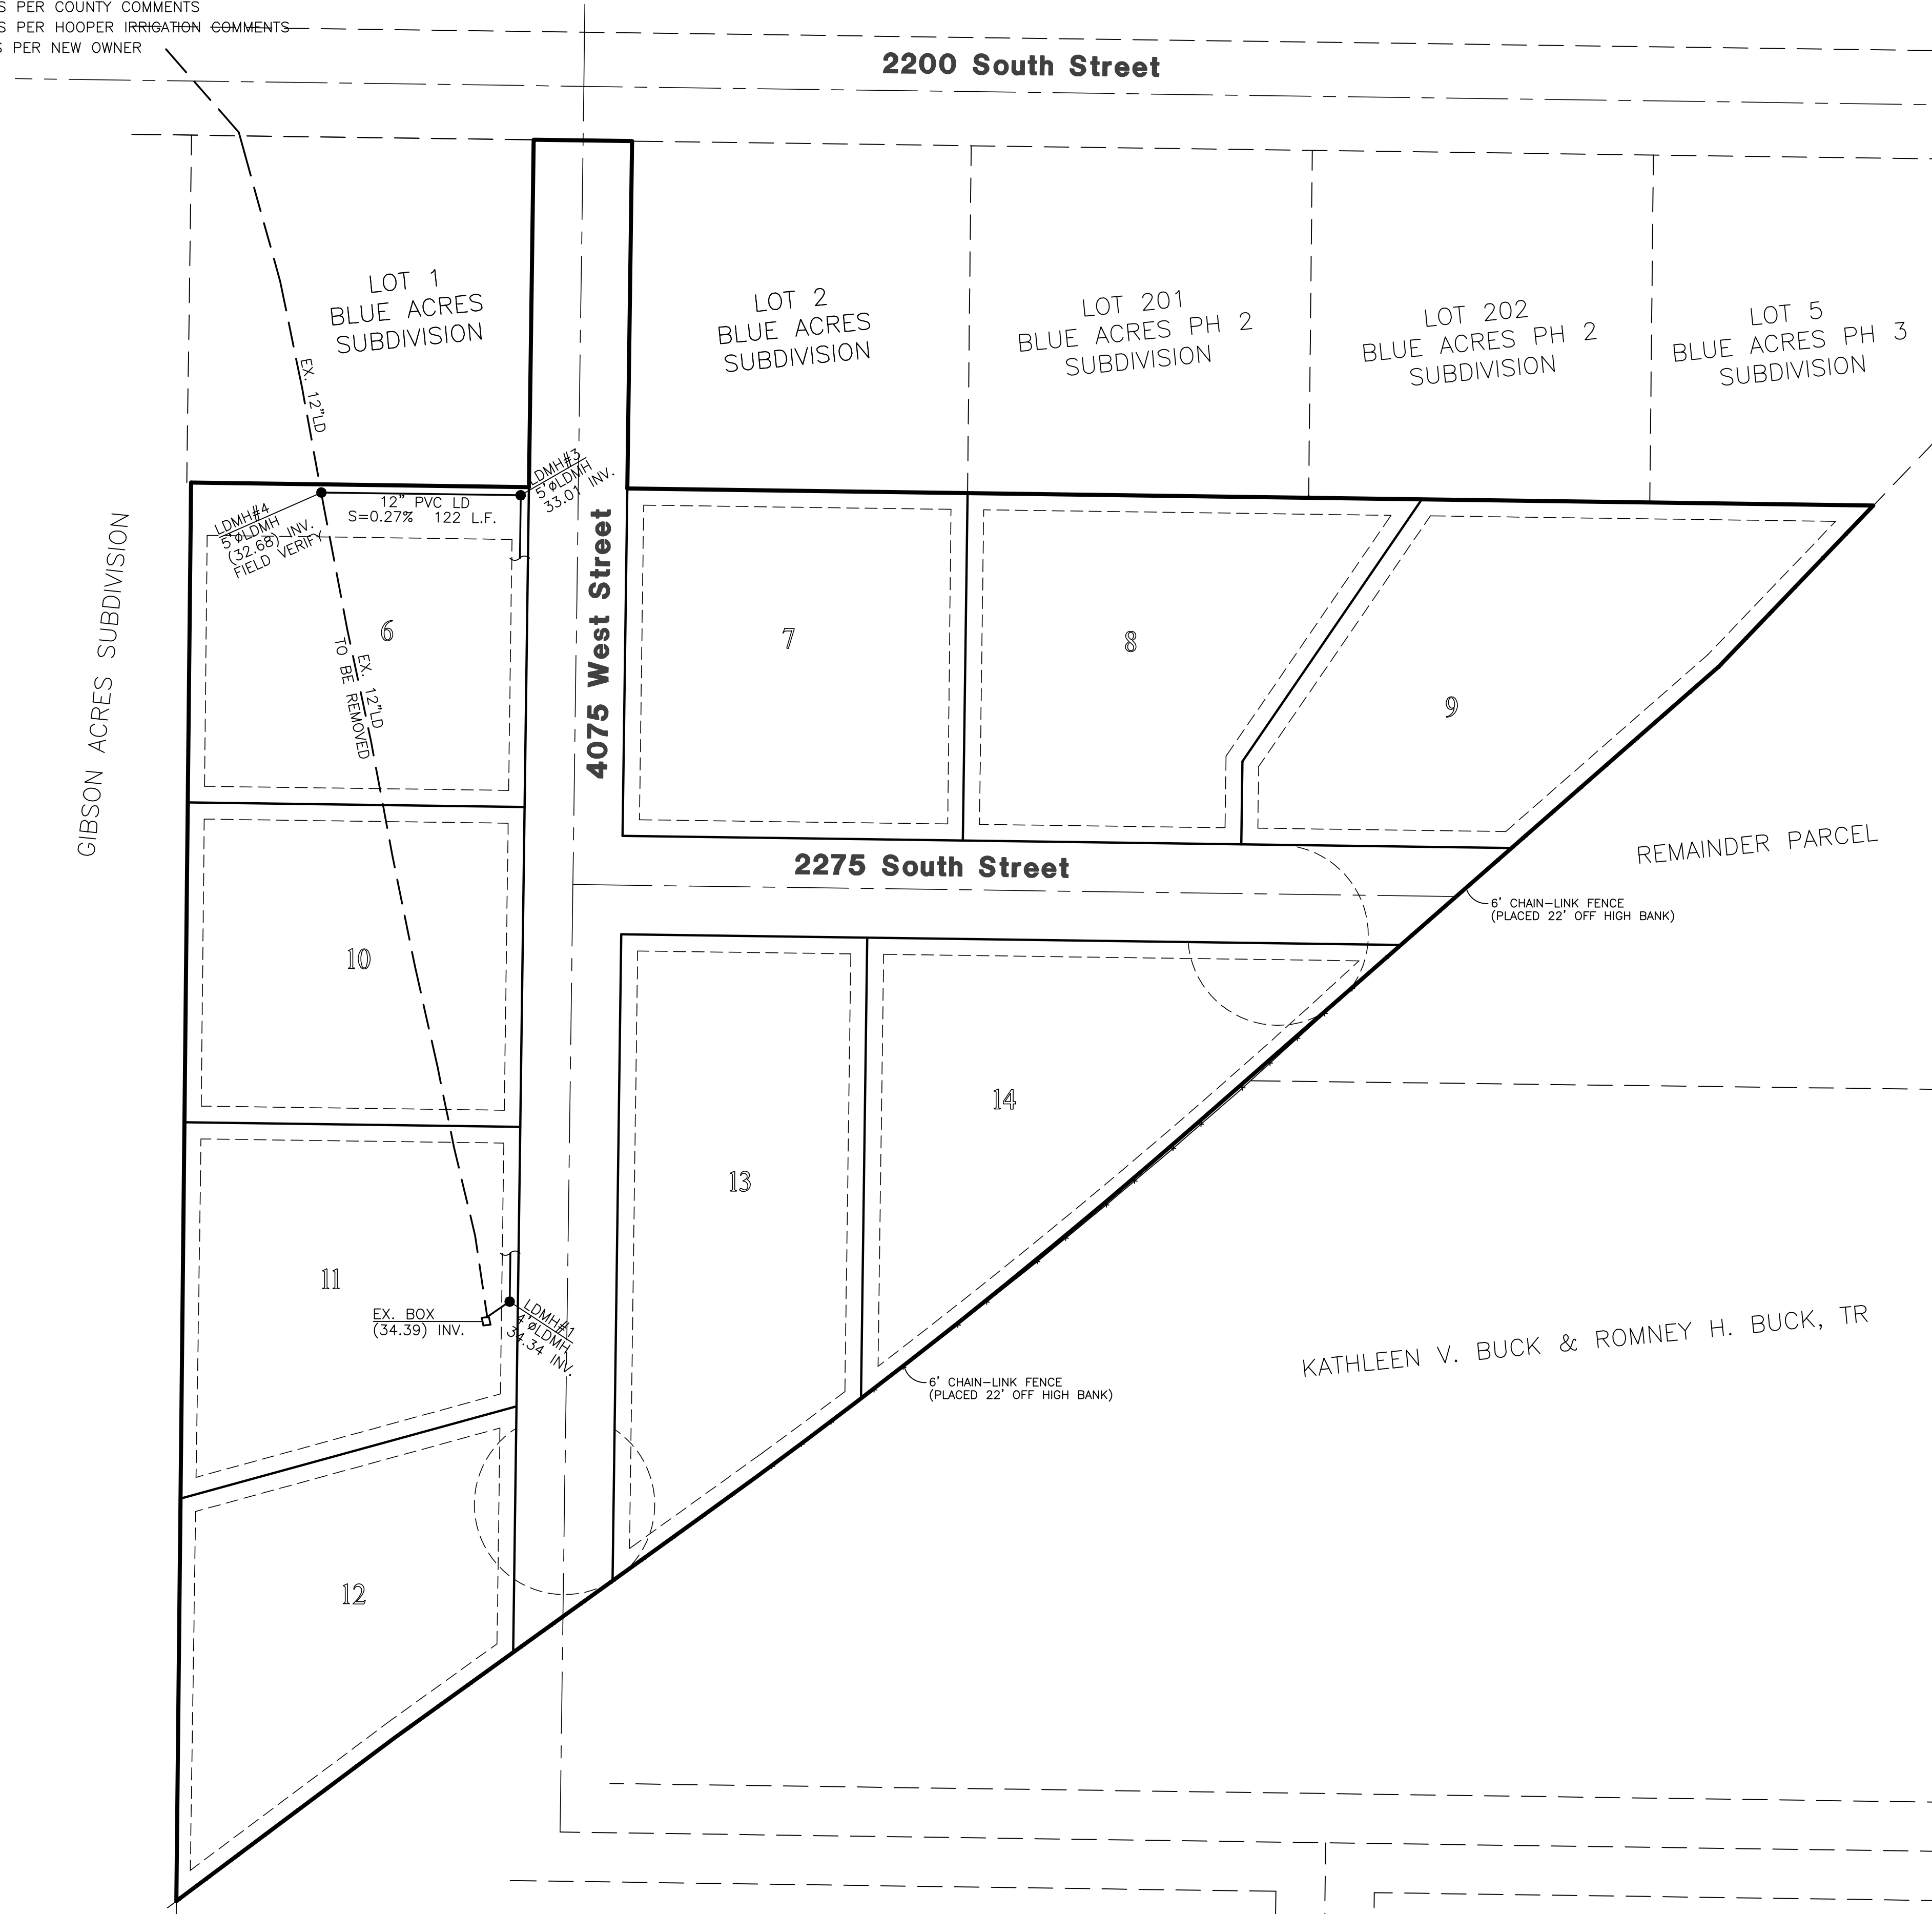 S PER COUNTY COMMENTS
S PER HOOPER IRRIGATION COMMENTS
S PER NEW OWNER
2200 South Street
LOT 1
BLUE ACRES
SUBDIVISION
LOT 2
BLUE ACRES
SUBDIVISION
LOT 201
BLUE ACRES PH 2
SUBDIVISION
LOT 202
BLUE ACRES PH 2
SUBDIVISION
LOT 5
BLUE ACRES PH 3
SUBDIVISION
EX. 12"LD
LDMH#3
5'øLDMH
33.01 INV.
12" PVC LD
S=0.27% 122 L.F.
LDMH#4
5'øLDMH
(32.68) INV.
FIELD VERIFY
GIBSON ACRES SUBDIVISION
4075 West Street
6
7
8
9
EX. 12"LD
TO BE REMOVED
2275 South Street
REMAINDER PARCEL
6' CHAIN-LINK FENCE
(PLACED 22' OFF HIGH BANK)
10
14
13
11
EX. BOX
(34.39) INV.
LDMH#1
4'øLDMH
34.34 INV.
KATHLEEN V. BUCK & ROMNEY H. BUCK, TR
6' CHAIN-LINK FENCE
(PLACED 22' OFF HIGH BANK)
12